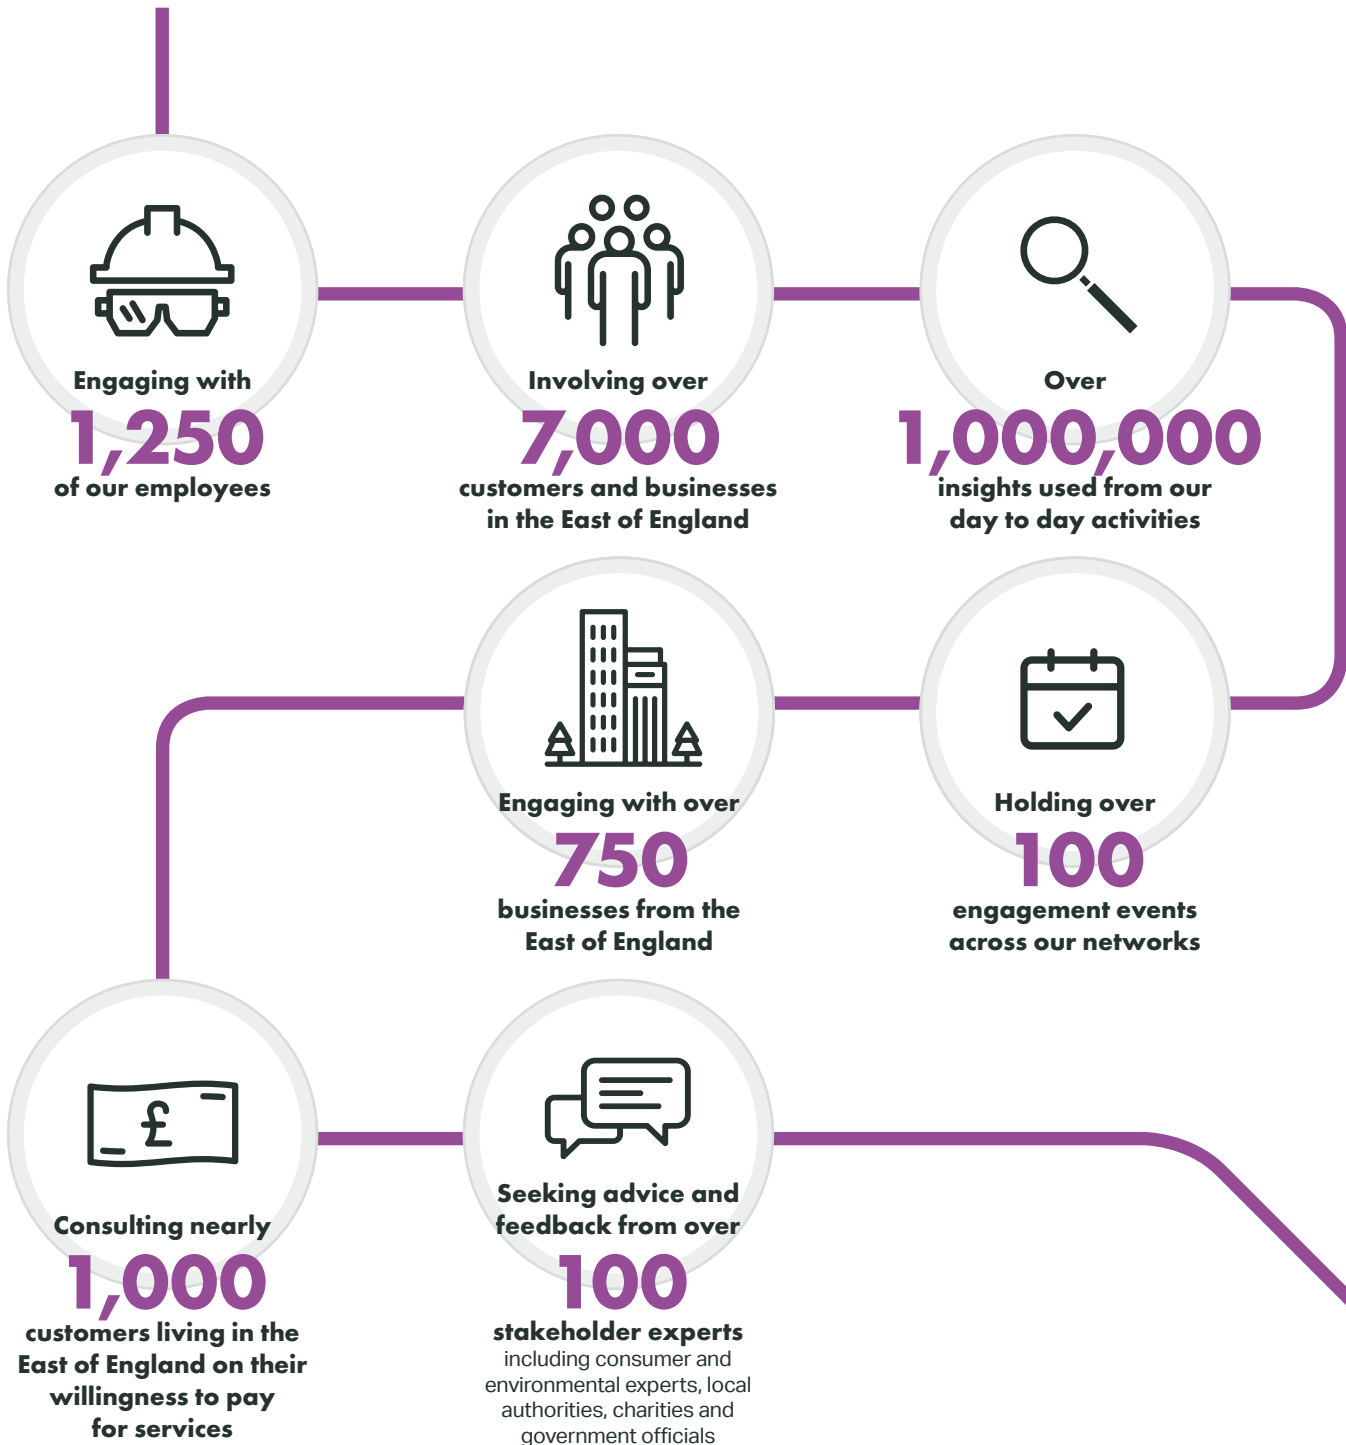 Engaging with
1,250
of our employees
Involving over
7,000
customers and businesses
in the East of England
Over
1,000,000
insights used from our
day to day activities
Engaging with over
750
businesses from the
East of England
Holding over
100
engagement events
across our networks
£
Consulting nearly
1,000
customers living in the
East of England on their
willingness to pay
for services
Seeking advice and
feedback from over
100
stakeholder experts
including consumer and
environmental experts, local
authorities, charities and
government officials